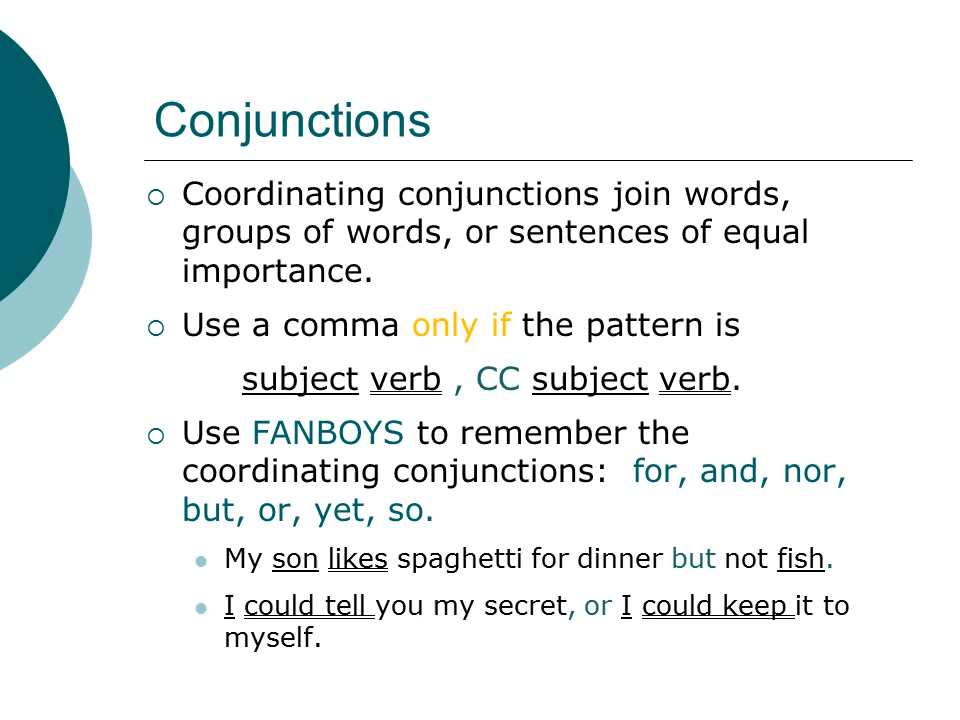 Conjunctions
Coordinating conjunctions join words,
groups of words, or sentences of equal
importance.
Use a comma only if the pattern is
subject verb , CC subject verb.
Use FANBOYS to remember the
coordinating conjunctions: for, and, nor,
but, or, yet, so.
My son likes spaghetti for dinner but not fish.
I could tell you my secret, or I could keep it to
myself.